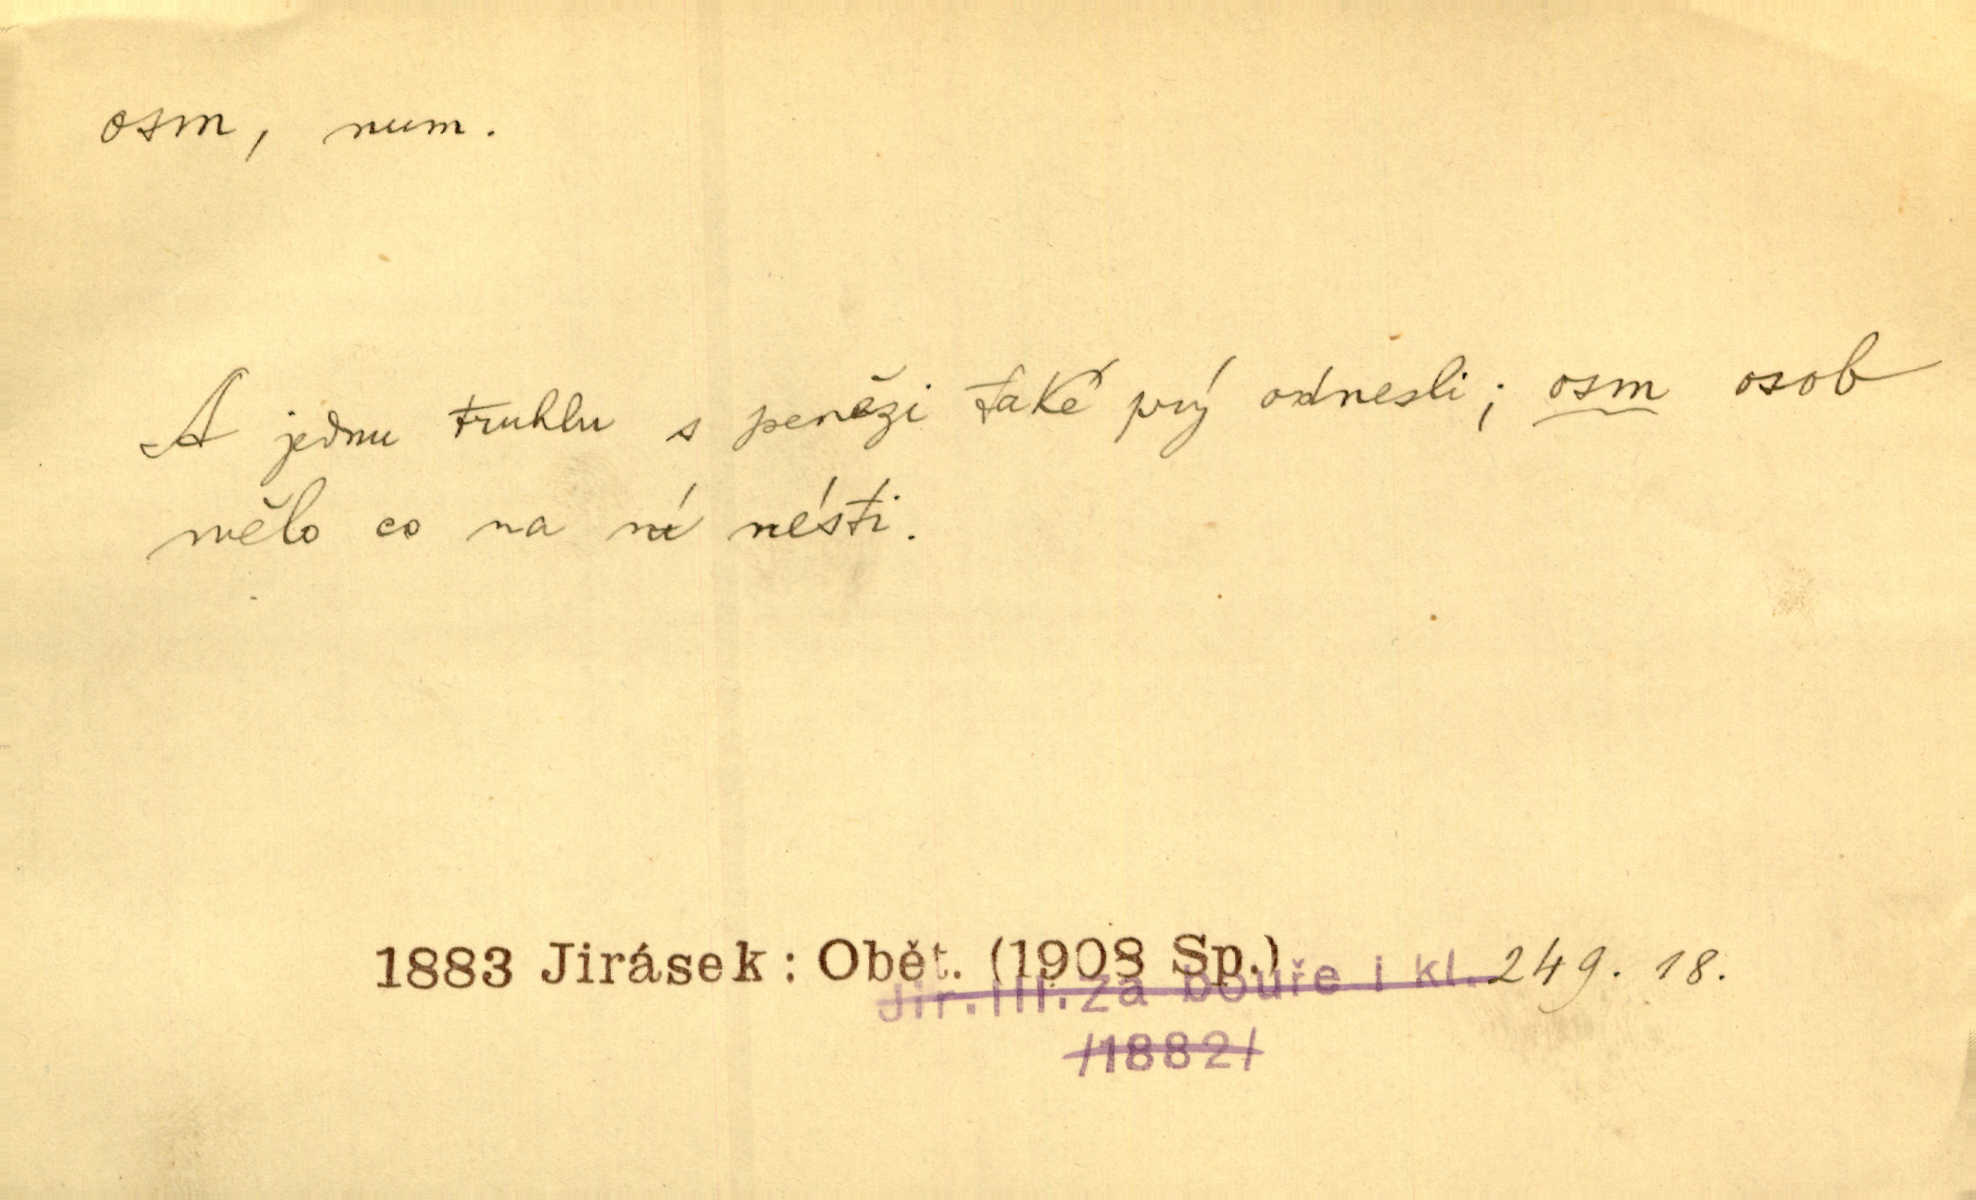 osm, num.
A jednu truhlu s penězi také prý odnesli; osm osob
mělo co na ní nésti.
1883 Jirásek: Obět. (1908 Sp.) 249. 18.
Jir.III.Za bouře i kl.
/1882/